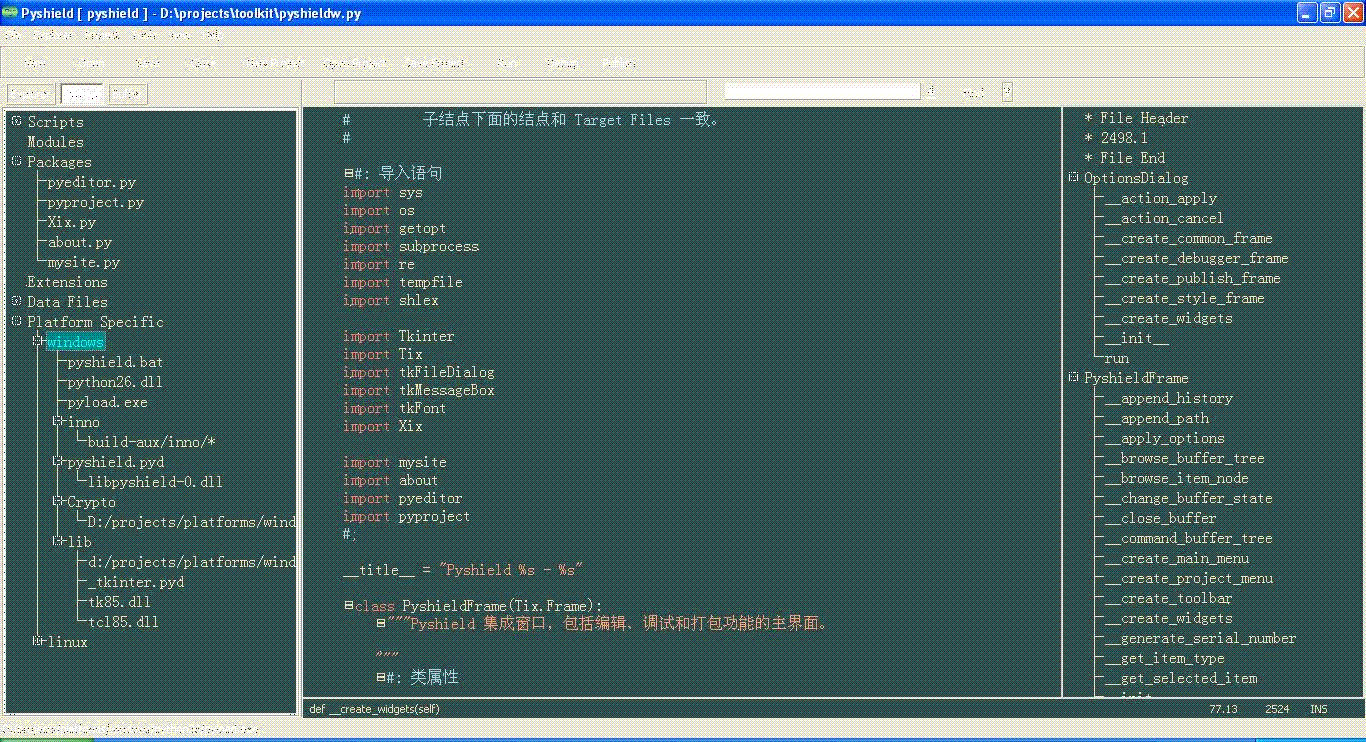 Pyshield [ pyshield ] - D:\projects\toolkit\pyshieldw.py
Scripts
Modules
Packages
pyeditor.py
pyproject.py
Xix.py
about.py
mysite.py
Extensions
Data Files
Platform Specific
windows
pyshield.bat
python26.dll
pyload.exe
inno
build-aux/inno/*
pyshield.pyd
libpyshield-0.dll
Crypto
D:/projects/platforms/wind
lib
d:/projects/platforms/wind
_tkinter.pyd
tk85.dll
tcl85.dll
linux
# 子结点下面的结点和 Target Files 一致。
#
#: 导入语句
import sys
import os
import getopt
import subprocess
import re
import tempfile
import shlex
import Tkinter
import Tix
import tkFileDialog
import tkMessageBox
import tkFont
import Xix
import mysite
import about
import pyeditor
import pyproject
#;
__title__ = "Pyshield %s - %s"
class PyshieldFrame(Tix.Frame):
"""Pyshield 集成窗口，包括编辑、调试和打包功能的主界面。
"""
#: 类属性
* File Header
* 2498.1
* File End
OptionsDialog
__action_apply
__action_cancel
__create_common_frame
__create_debugger_frame
__create_publish_frame
__create_style_frame
__create_widgets
__init__
run
PyshieldFrame
__append_history
__append_path
__apply_options
__browse_buffer_tree
__browse_item_node
__change_buffer_state
__close_buffer
__command_buffer_tree
__create_main_menu
__create_project_menu
__create_toolbar
__create_widgets
__generate_serial_number
__get_item_type
__get_selected_item
def __create_widgets(self)
77.13 2524 INS